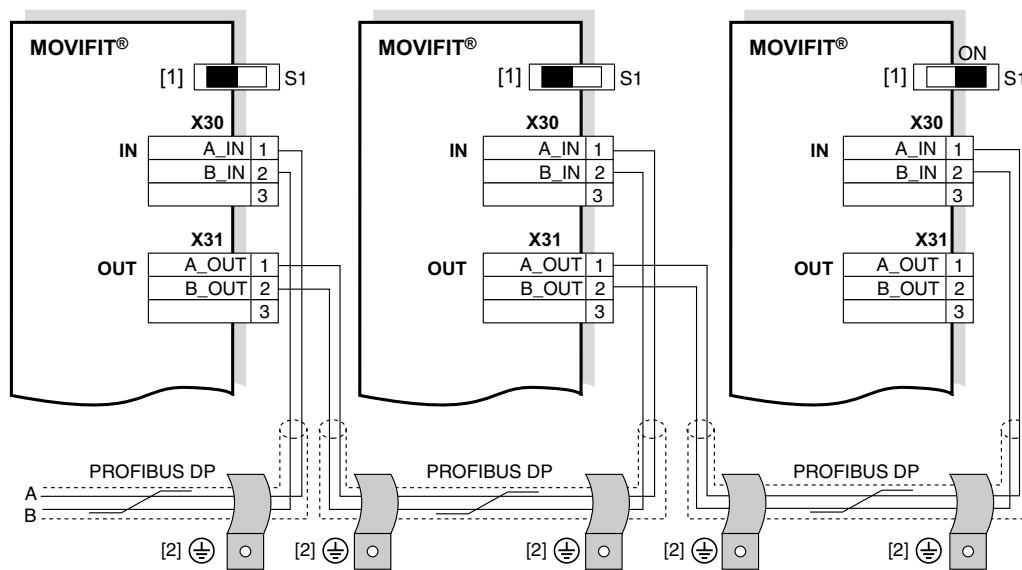 MOVIFIT®
[1] S1
X30
IN
A_IN 1
B_IN 2
3
X31
OUT
A_OUT 1
B_OUT 2
3
MOVIFIT®
[1] S1
X30
IN
A_IN 1
B_IN 2
3
X31
OUT
A_OUT 1
B_OUT 2
3
MOVIFIT®
ON
[1] S1
X30
IN
A_IN 1
B_IN 2
3
X31
OUT
A_OUT 1
B_OUT 2
3
PROFIBUS DP
PROFIBUS DP
PROFIBUS DP
A
B
[2]
[2]
[2]
[2]
[2]